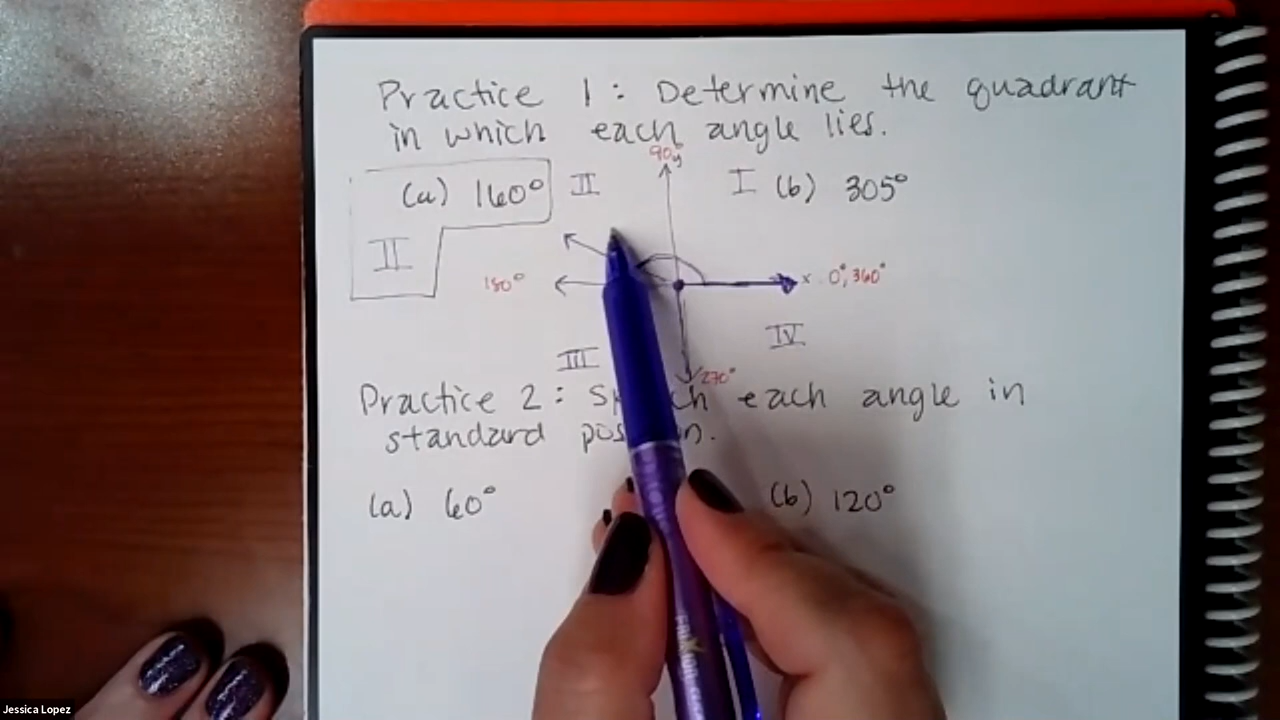 Practice 1: Determine the quadrant
in which each angle lies.
90° y
(a) 160° II I (b) 305°
II
180° x 0°, 360°
III IV
270°
Practice 2: each angle in
standard
(a) 60° (b) 120°
Jessica Lopez